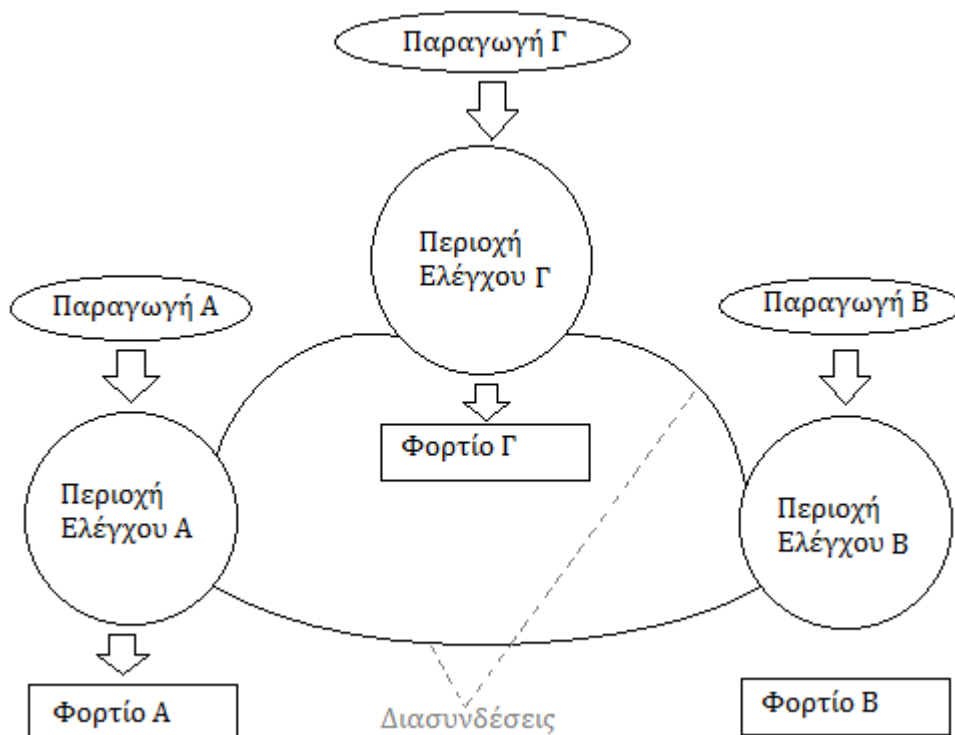 Παραγωγή Γ
Περιοχή
Ελέγχου Γ
Παραγωγή Α
Παραγωγή Β
Φορτίο Γ
Περιοχή
Ελέγχου Α
Περιοχή
Ελέγχου Β
Φορτίο Α
Διασυνδέσεις
Φορτίο Β